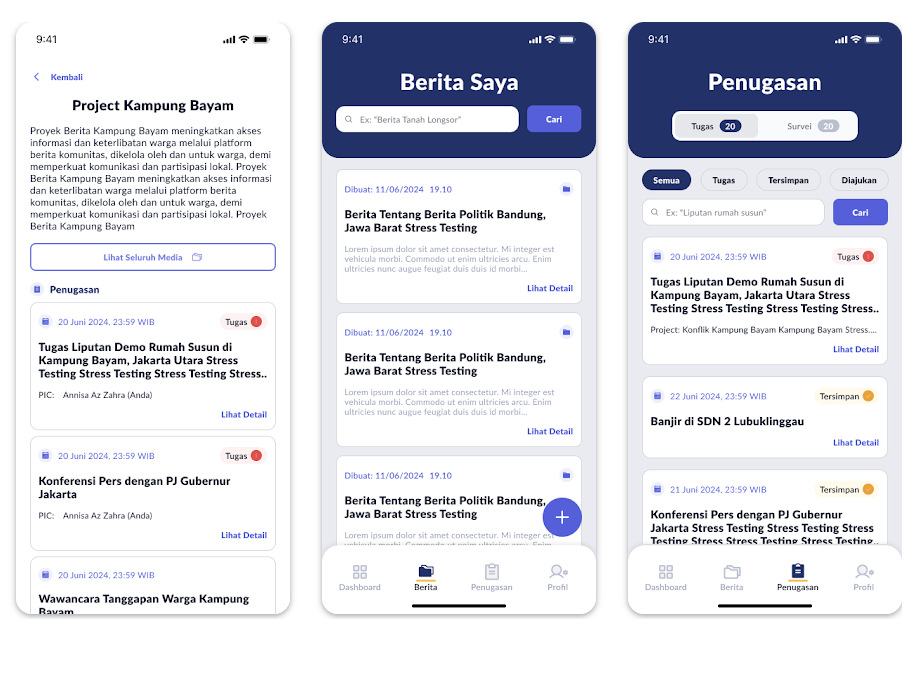 9:41
Kembali
Project Kampung Bayam
Proyek Berita Kampung Bayam meningkatkan akses
informasi dan keterlibatan warga melalui platform
berita komunitas, dikelola oleh dan untuk warga, demi
memperkuat komunikasi dan partisipasi lokal. Proyek
Berita Kampung Bayam meningkatkan akses informasi
dan keterlibatan warga melalui platform berita
komunitas, dikelola oleh dan untuk warga, demi
memperkuat komunikasi dan partisipasi lokal. Proyek
Berita Kampung Bayam
Lihat Seluruh Media
Penugasan
20 Juni 2024, 23:59 WIB
Tugas
Tugas Liputan Demo Rumah Susun di
Kampung Bayam, Jakarta Utara Stress
Testing Stress Testing Stress Testing Stress..
PIC: Annisa Az Zahra (Anda)
Lihat Detail
20 Juni 2024, 23:59 WIB
Tugas
Konferensi Pers dengan PJ Gubernur
Jakarta
PIC: Annisa Az Zahra (Anda)
Lihat Detail
20 Juni 2024, 23:59 WIB
Wawancara Tanggapan Warga Kampung
Bayam
9:41
Berita Saya
Ex: "Berita Tanah Longsor"
Cari
Dibuat: 11/06/2024 19.10
Berita Tentang Berita Politik Bandung,
Jawa Barat Stress Testing
Lorem ipsum dolor sit amet consectetur. Mi integer est
vehicula morbi. Commodo ut enim ultricies arcu. Enim
ultricies nunc augue feugiat duis duis id morbi...
Lihat Detail
Dibuat: 11/06/2024 19.10
Berita Tentang Berita Politik Bandung,
Jawa Barat Stress Testing
Lorem ipsum dolor sit amet consectetur. Mi integer est
vehicula morbi. Commodo ut enim ultricies arcu. Enim
ultricies nunc augue feugiat duis duis id morbi...
Lihat Detail
Dibuat: 11/06/2024 19.10
Berita Tentang Berita Politik Bandung,
Jawa Barat Stress Testing
Lorem ipsum dolor sit amet consectetur. Mi integer est
Dashboard
Berita
Penugasan
Profil
9:41
Penugasan
Tugas 20
Survei 20
Semua
Tugas
Tersimpan
Diajukan
Ex: "Liputan rumah susun"
Cari
20 Juni 2024, 23:59 WIB
Tugas
Tugas Liputan Demo Rumah Susun di
Kampung Bayam, Jakarta Utara Stress
Testing Stress Testing Stress Testing Stress..
Project: Konflik Kampung Bayam Kampung Bayam Stress....
Lihat Detail
22 Juni 2024, 23:59 WIB
Tersimpan
Banjir di SDN 2 Lubuklinggau
Lihat Detail
21 Juni 2024, 23:59 WIB
Tersimpan
Konferensi Pers dengan PJ Gubernur
Jakarta Stress Testing Stress Testing Stress
Testing Stress Testing Stress Testing Stress..
Dashboard
Berita
Penugasan
Profil